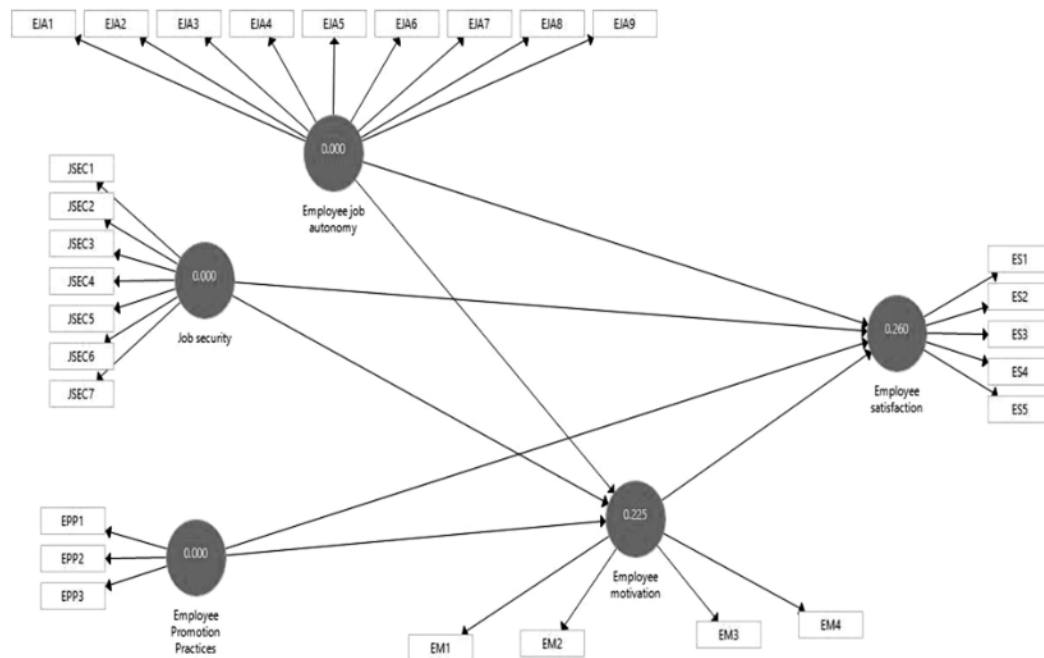 EJA1 EJA2 EJA3 EJA4 EJA5 EJA6 EJA7 EJA8 EJA9
0.000
Employee job
autonomy
JSEC1
JSEC2
JSEC3
JSEC4
JSEC5
JSEC6
JSEC7
0.000
Job security
ES1
ES2
ES3
ES4
ES5
0.260
Employee
satisfaction
EPP1
EPP2
EPP3
0.000
Employee
Promotion
Practices
0.225
Employee
motivation
EM1 EM2 EM3 EM4